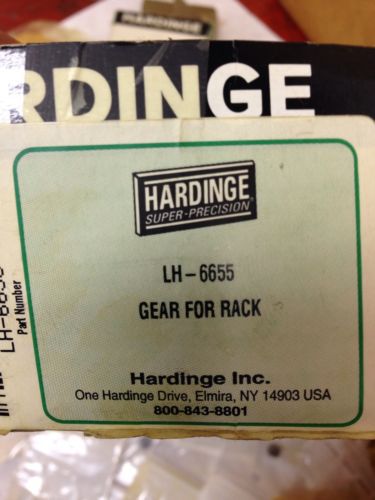 HARDINGE
RDINGE
HARDINGE
SUPER-PRECISION®
LH-6655
GEAR FOR RACK
Hardinge Inc.
One Hardinge Drive, Elmira, NY 14903 USA
800-843-8801
Part Number